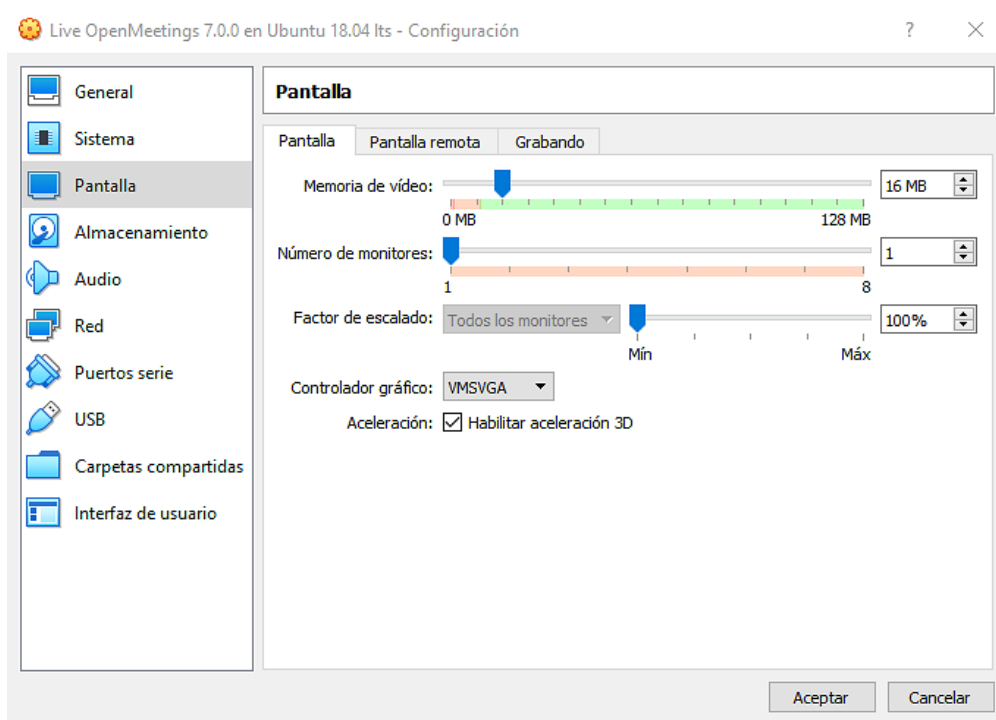 Live OpenMeetings 7.0.0 en Ubuntu 18.04 lts - Configuración ?
General
Sistema
Pantalla
Almacenamiento
Audio
Red
Puertos serie
USB
Carpetas compartidas
Interfaz de usuario
Pantalla
Pantalla Pantalla remota Grabando
Memoria de vídeo: 16 MB
0 MB 128 MB
Número de monitores: 1
1 8
Factor de escalado: Todos los monitores 100%
Mín Máx
Controlador gráfico: VMSVGA
Aceleración: Habilitar aceleración 3D
Aceptar Cancelar